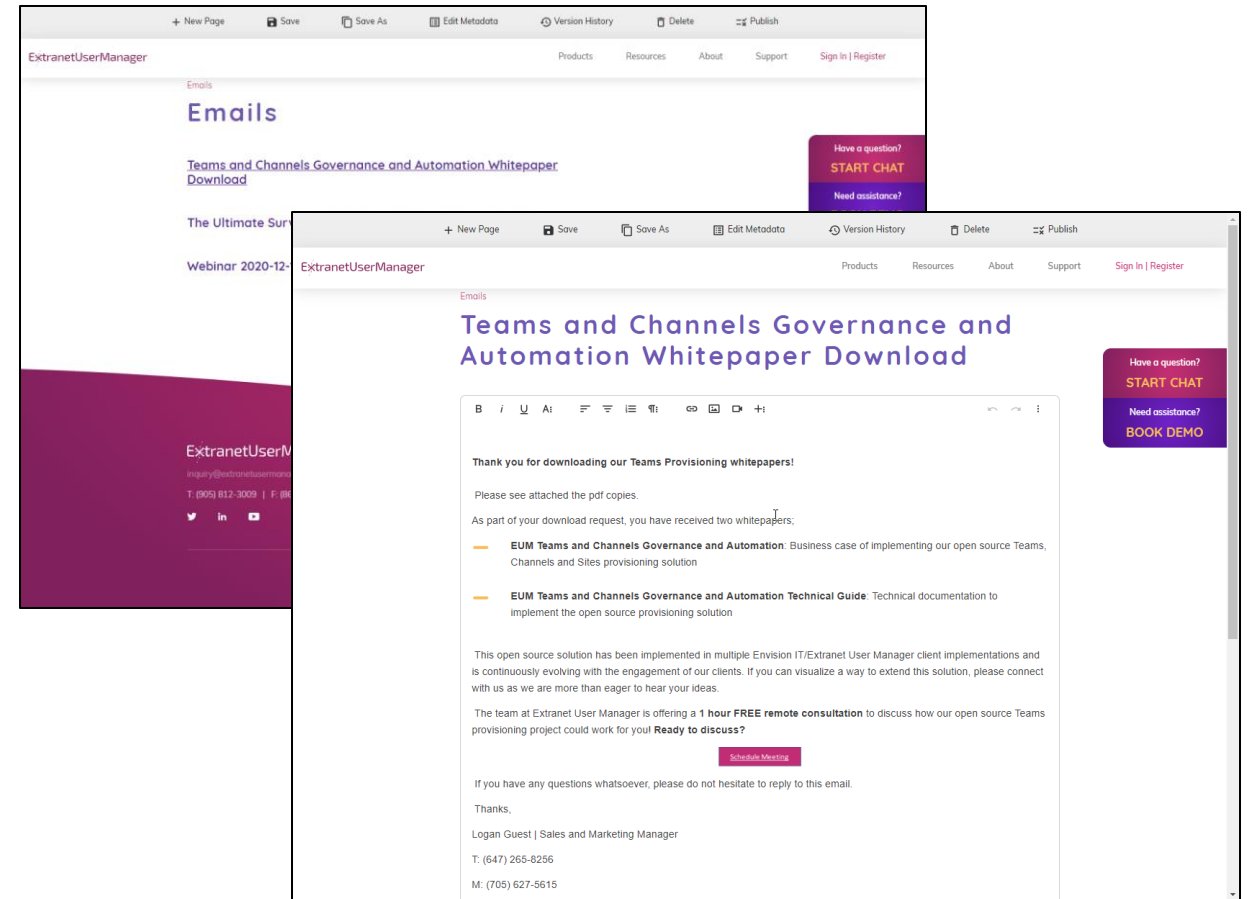 New Page Save Save As Edit Metadata Version History Delete Publish
ExtranetUserManager Products Resources About Support Sign In | Register
Emails
Emails
Teams and Channels Governance and Automation Whitepaper
Download
The Ultimate
Webinar 2020-12-
Have a question?
START CHAT
Need assistance?
T: (905) 812-3009 | F:
New Page Save Save As Edit Metadata Version History Delete Publish
ExtranetUserManager Products Resources About Support Sign In | Register
Emails
Teams and Channels Governance and
Automation Whitepaper Download
Have a question?
START CHAT
Need assistance?
BOOK DEMO
Thank you for downloading our Teams Provisioning whitepapers!
Please see attached the pdf copies.
As part of your download request, you have received two whitepapers;
EUM Teams and Channels Governance and Automation: Business case of implementing our open source Teams,
Channels and Sites provisioning solution
EUM Teams and Channels Governance and Automation Technical Guide: Technical documentation to
implement the open source provisioning solution
This open source solution has been implemented in multiple Envision IT/Extranet User Manager client implementations and
is continuously evolving with the engagement of our clients. If you can visualize a way to extend this solution, please connect
with us as we are more than eager to hear your ideas.
The team at Extranet User Manager is offering a 1 hour FREE remote consultation to discuss how our open source Teams
provisioning project could work for you! Ready to discuss?
Schedule Meeting
If you have any questions whatsoever, please do not hesitate to reply to this email.
Thanks,
Logan Guest | Sales and Marketing Manager
T: (647) 265-8256
M: (705) 627-5615